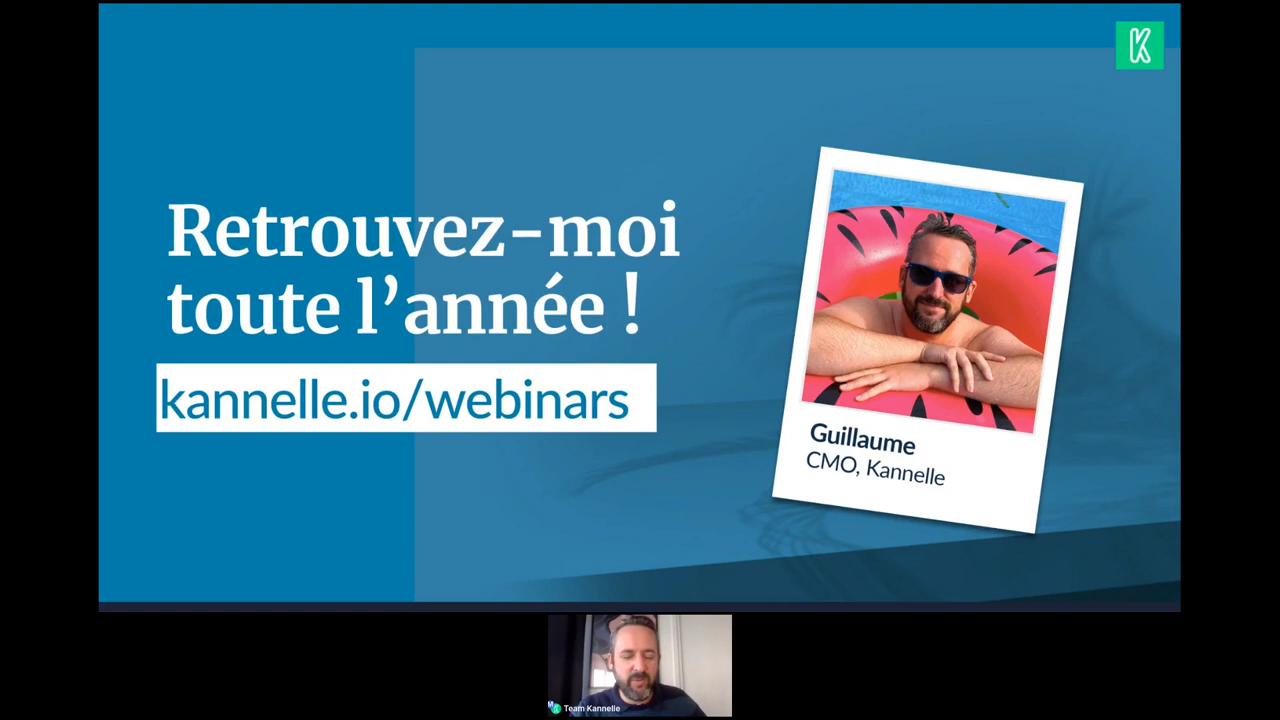 Retrouvez-moi
toute l’année !
kannelle.io/webinars
Guillaume
CMO, Kannelle
Team Kannelle